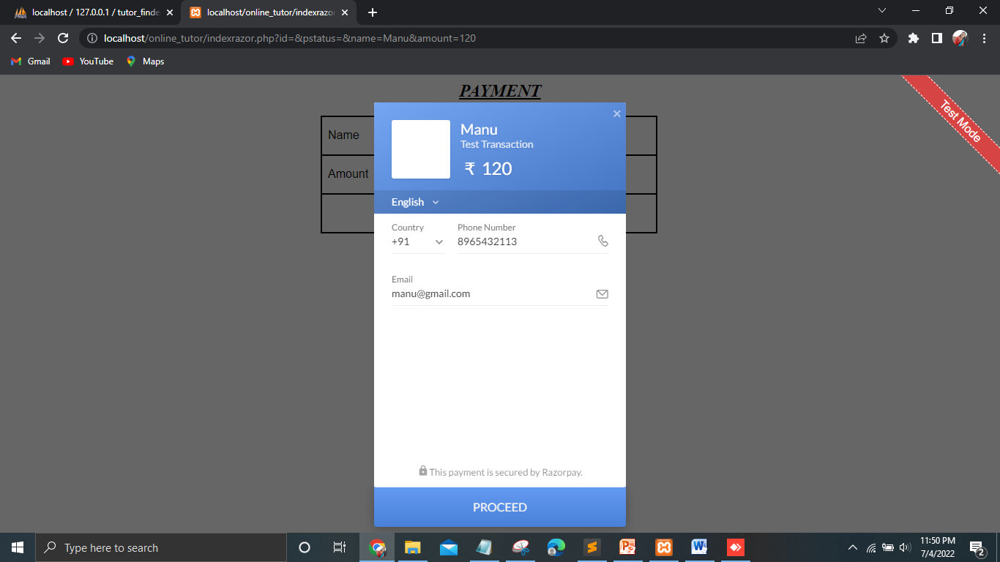 localhost / 127.0.0.1 / tutor_finde
localhost/online_tutor/indexrazor
localhost/online_tutor/indexrazor.php?id=&pstatus=&name=Manu&amount=120
Gmail YouTube Maps
PAYMENT
Test Mode
Name
Amount
Manu
Test Transaction
₹ 120
English
Country Phone Number
+91 8965432113
Email
manu@gmail.com
This payment is secured by Razorpay.
PROCEED
Type here to search
11:50 PM
7/4/2022
2